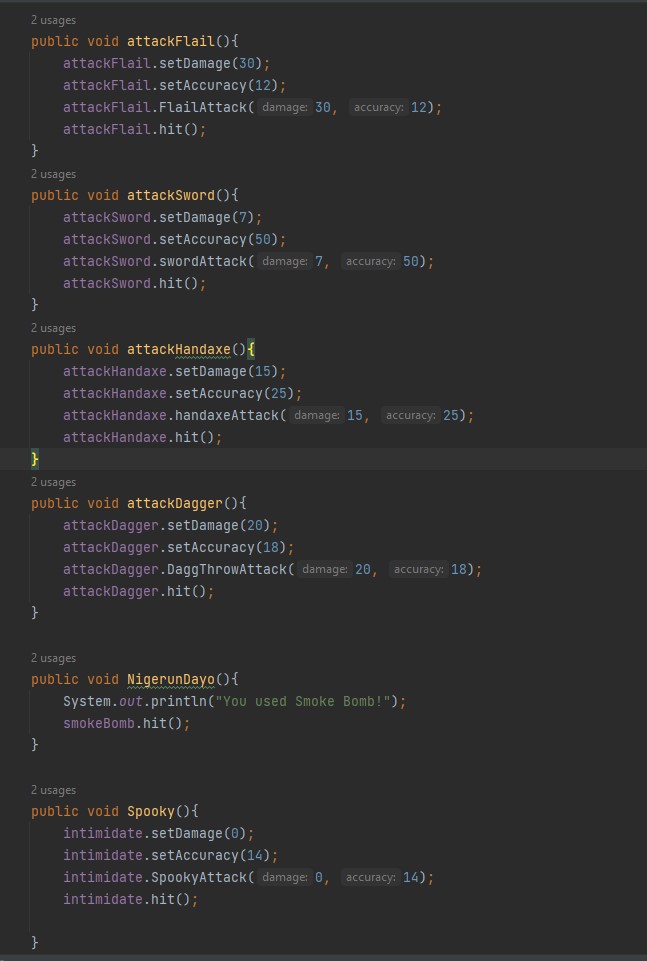 2 usages
public void attackFlail(){
    attackFlail.setDamage(30);
    attackFlail.setAccuracy(12);
    attackFlail.FlailAttack( damage: 30, accuracy: 12);
    attackFlail.hit();
}
2 usages
public void attackSword(){
    attackSword.setDamage(7);
    attackSword.setAccuracy(50);
    attackSword.swordAttack( damage: 7, accuracy: 50);
    attackSword.hit();
}
2 usages
public void attackHandaxe(){
    attackHandaxe.setDamage(15);
    attackHandaxe.setAccuracy(25);
    attackHandaxe.handaxeAttack( damage: 15, accuracy: 25);
    attackHandaxe.hit();
}
2 usages
public void attackDagger(){
    attackDagger.setDamage(20);
    attackDagger.setAccuracy(18);
    attackDagger.DaggThrowAttack( damage: 20, accuracy: 18);
    attackDagger.hit();
}
2 usages
public void NigerunDayo(){
    System.out.println("You used Smoke Bomb!");
    smokeBomb.hit();
}
2 usages
public void Spooky(){
    intimidate.setDamage(0);
    intimidate.setAccuracy(14);
    intimidate.SpookyAttack( damage: 0, accuracy: 14);
    intimidate.hit();
}